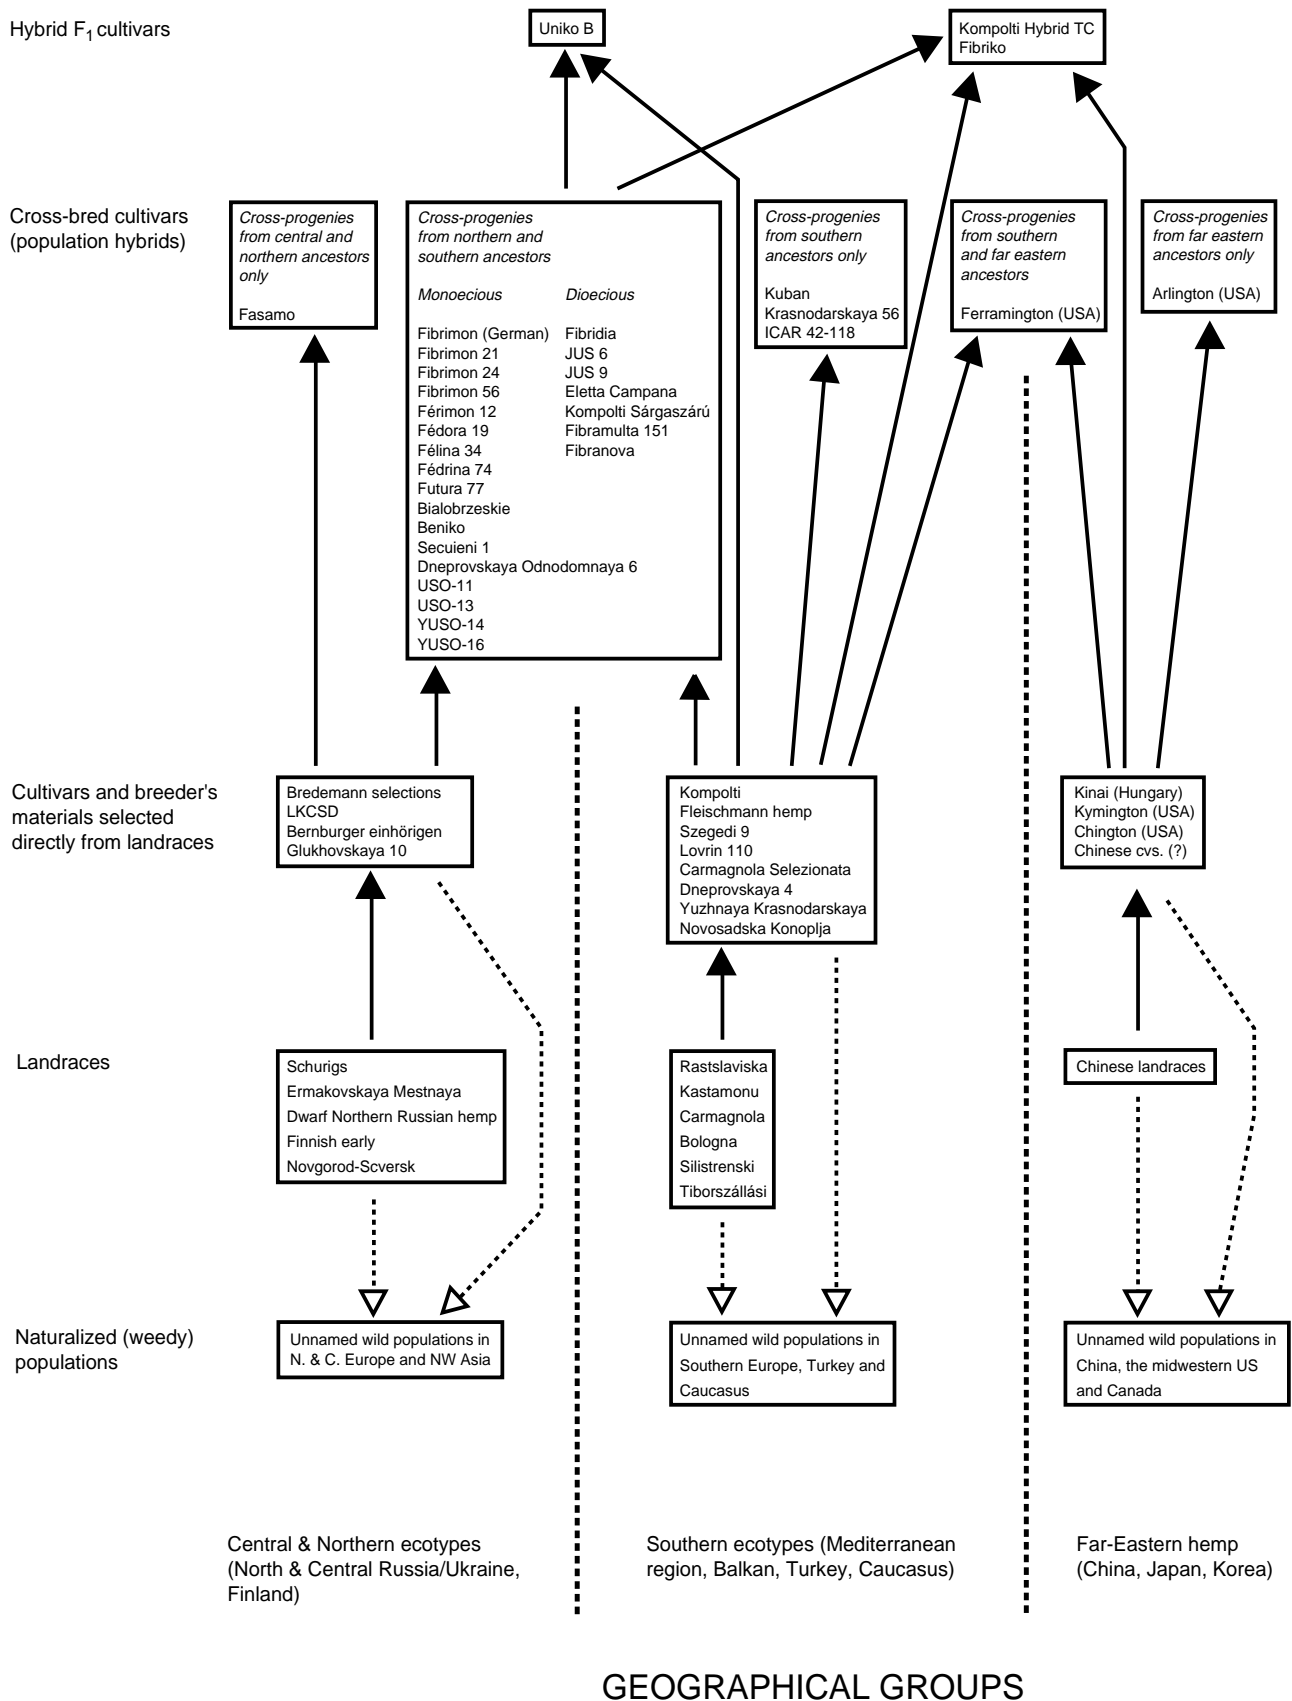 Hybrid F1 cultivars
Uniko B
Kompolti Hybrid TC
Fibriko
Cross-bred cultivars
(population hybrids)
Cross-progenies
from central and
northern ancestors
only
Fasamo
Cross-progenies
from northern and
southern ancestors
Monoecious
Fibrimon (German)
Fibrimon 21
Fibrimon 24
Fibrimon 56
Férimon 12
Fédora 19
Félina 34
Fédrina 74
Futura 77
Bialobrzeskie
Beniko
Secuieni 1
Dneprovskaya Odnodomnaya 6
USO-11
USO-13
YUSO-14
YUSO-16
Dioecious
Fibridia
JUS 6
JUS 9
Eletta Campana
Kompolti Sárgaszárú
Fibramulta 151
Fibranova
Cross-progenies
from southern
ancestors only
Kuban
Krasnodarskaya 56
ICAR 42-118
Cross-progenies
from southern
and far eastern
ancestors
Ferramington (USA)
Cross-progenies
from far eastern
ancestors only
Arlington (USA)
Cultivars and breeder's
materials selected
directly from landraces
Bredemann selections
LKCSD
Bernburger einhörigen
Glukhovskaya 10
Kompolti
Fleischmann hemp
Szegedi 9
Lovrin 110
Carmagnola Selezionata
Dneprovskaya 4
Yuzhnaya Krasnodarskaya
Novosadska Konoplja
Kinai (Hungary)
Kymington (USA)
Chington (USA)
Chinese cvs. (?)
Landraces
Schurigs
Ermakovskaya Mestnaya
Dwarf Northern Russian hemp
Finnish early
Novgorod-Scversk
Rastslaviska
Kastamonu
Carmagnola
Bologna
Silistrenski
Tiborszállási
Chinese landraces
Naturalized (weedy)
populations
Unnamed wild populations in
N. & C. Europe and NW Asia
Unnamed wild populations in
Southern Europe, Turkey and
Caucasus
Unnamed wild populations in
China, the midwestern US
and Canada
Central & Northern ecotypes
(North & Central Russia/Ukraine,
Finland)
Southern ecotypes (Mediterranean
region, Balkan, Turkey, Caucasus)
Far-Eastern hemp
(China, Japan, Korea)
GEOGRAPHICAL GROUPS